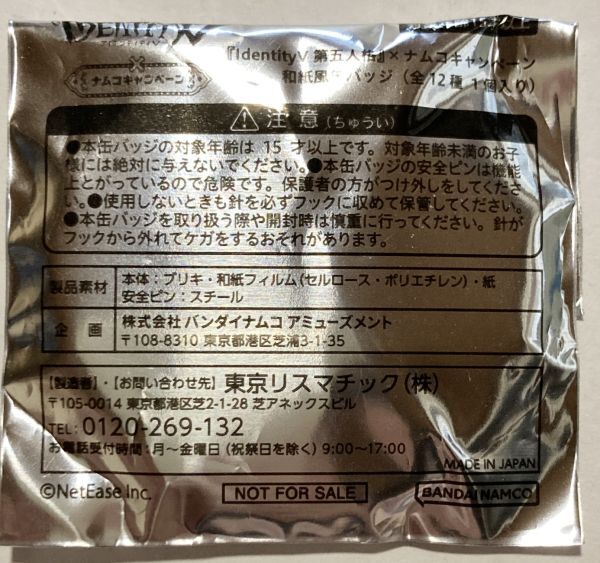 IDENTITY V
アイデンティティV
×
ナムコキャンペーン
『IdentityV 第五人格』×ナムコキャンペーン
和紙風缶バッジ（全12種 1個入り）
注意（ちゅうい）
●本缶バッジの対象年齢は15才以上です。対象年齢未満のお子
様には絶対に与えないでください。●本缶バッジの安全ピンは機能
上とがっているので危険です。保護者の方がつけ外しをしてくださ
い。●使用しないときも針を必ずフックに収めて保管してください。
●本缶バッジを取り扱う際や開封時は慎重に行ってください。針が
フックから外れてケガをするおそれがあります。
製品素材 本体：ブリキ・和紙フィルム（セルロース・ポリエチレン）・紙
安全ピン：スチール
企画 株式会社 バンダイナムコ アミューズメント
〒108-8310 東京都港区芝浦3-1-35
【製造者】・【お問い合わせ先】東京リスマチック（株）
〒105-0014 東京都港区芝2-1-28 芝アネックスビル
TEL：0120-269-132
お電話受付時間：月～金曜日（祝祭日を除く）9:00～17:00
MADE IN JAPAN
©NetEase Inc.
NOT FOR SALE
BANDAI NAMCO